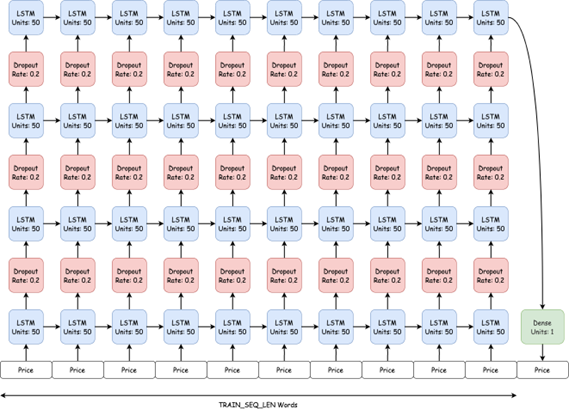 LSTM LSTM LSTM LSTM LSTM LSTM LSTM LSTM LSTM LSTM
Units: 50 Units: 50 Units: 50 Units: 50 Units: 50 Units: 50 Units: 50 Units: 50 Units: 50 Units: 50
Dropout Dropout Dropout Dropout Dropout Dropout Dropout Dropout Dropout Dropout
Rate: 0.2 Rate: 0.2 Rate: 0.2 Rate: 0.2 Rate: 0.2 Rate: 0.2 Rate: 0.2 Rate: 0.2 Rate: 0.2 Rate: 0.2
LSTM LSTM LSTM LSTM LSTM LSTM LSTM LSTM LSTM LSTM
Units: 50 Units: 50 Units: 50 Units: 50 Units: 50 Units: 50 Units: 50 Units: 50 Units: 50 Units: 50
Dropout Dropout Dropout Dropout Dropout Dropout Dropout Dropout Dropout Dropout
Rate: 0.2 Rate: 0.2 Rate: 0.2 Rate: 0.2 Rate: 0.2 Rate: 0.2 Rate: 0.2 Rate: 0.2 Rate: 0.2 Rate: 0.2
LSTM LSTM LSTM LSTM LSTM LSTM LSTM LSTM LSTM LSTM
Units: 50 Units: 50 Units: 50 Units: 50 Units: 50 Units: 50 Units: 50 Units: 50 Units: 50 Units: 50
Dropout Dropout Dropout Dropout Dropout Dropout Dropout Dropout Dropout Dropout
Rate: 0.2 Rate: 0.2 Rate: 0.2 Rate: 0.2 Rate: 0.2 Rate: 0.2 Rate: 0.2 Rate: 0.2 Rate: 0.2 Rate: 0.2
LSTM LSTM LSTM LSTM LSTM LSTM LSTM LSTM LSTM LSTM Dense
Units: 50 Units: 50 Units: 50 Units: 50 Units: 50 Units: 50 Units: 50 Units: 50 Units: 50 Units: 50 Units: 1
Price Price Price Price Price Price Price Price Price Price Price
TRAIN_SEQ_LEN Words